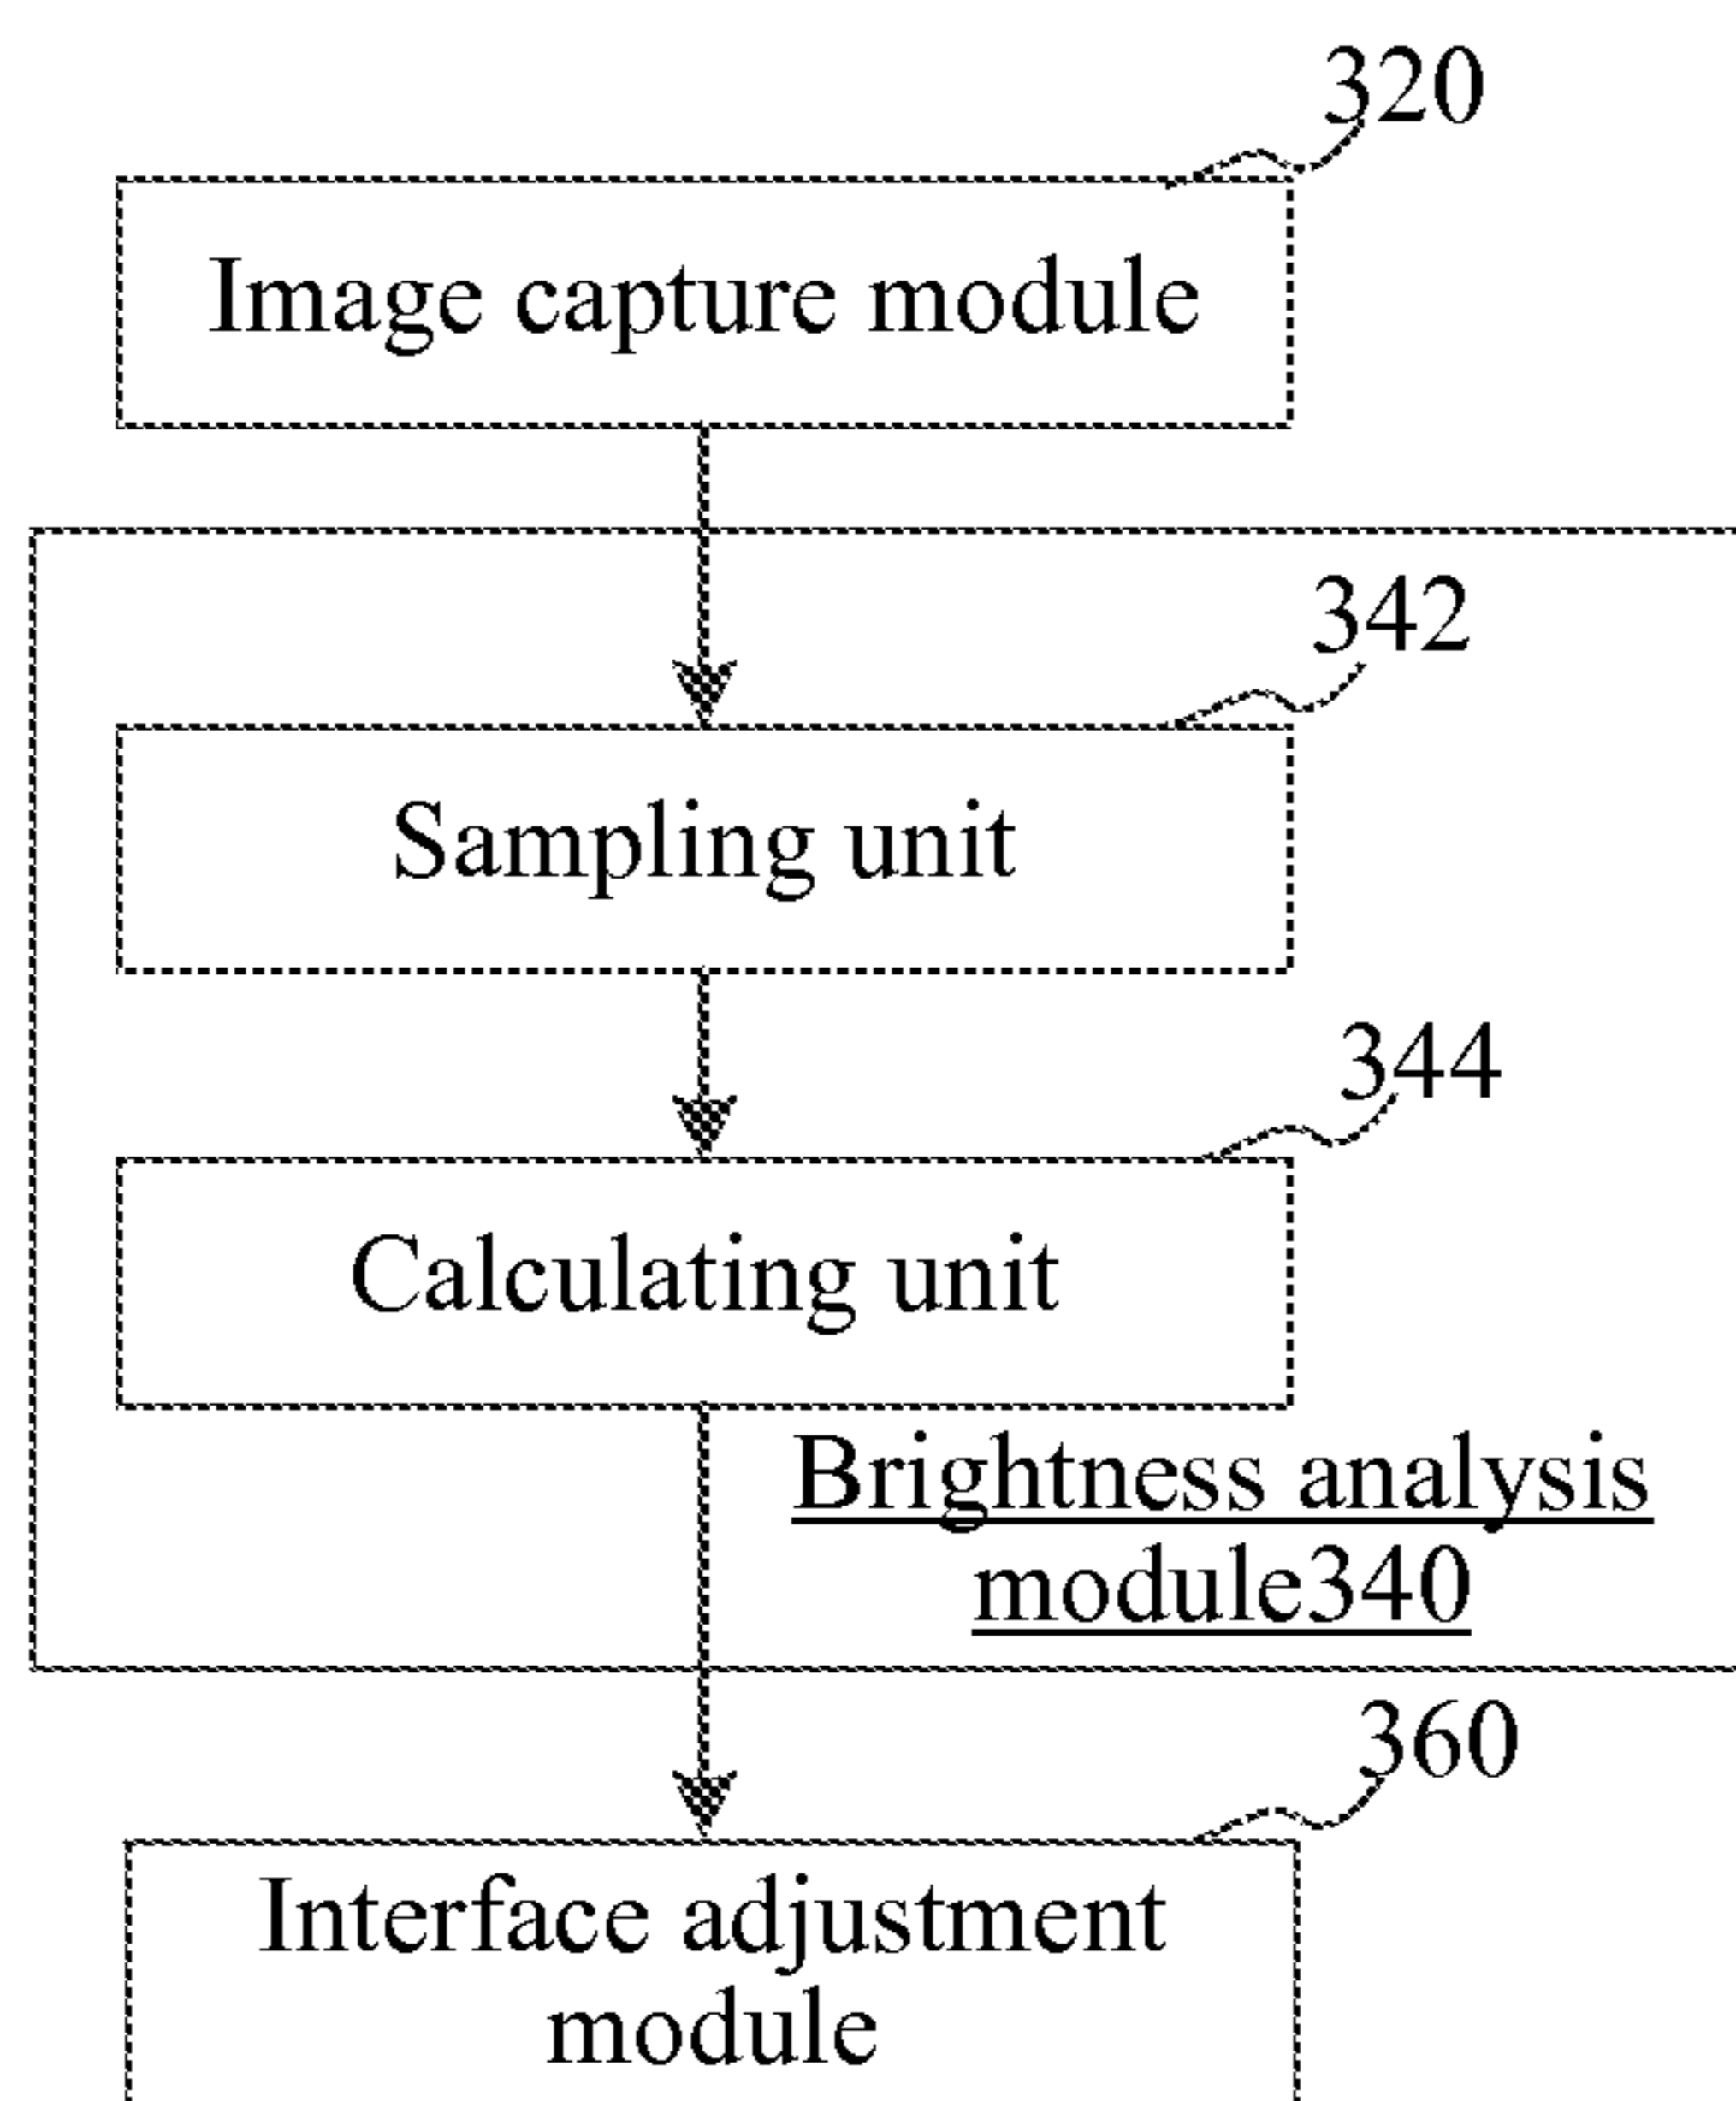 320
Image capture module
342
Sampling unit
344
Calculating unit
Brightness analysis
module340
360
Interface adjustment
module